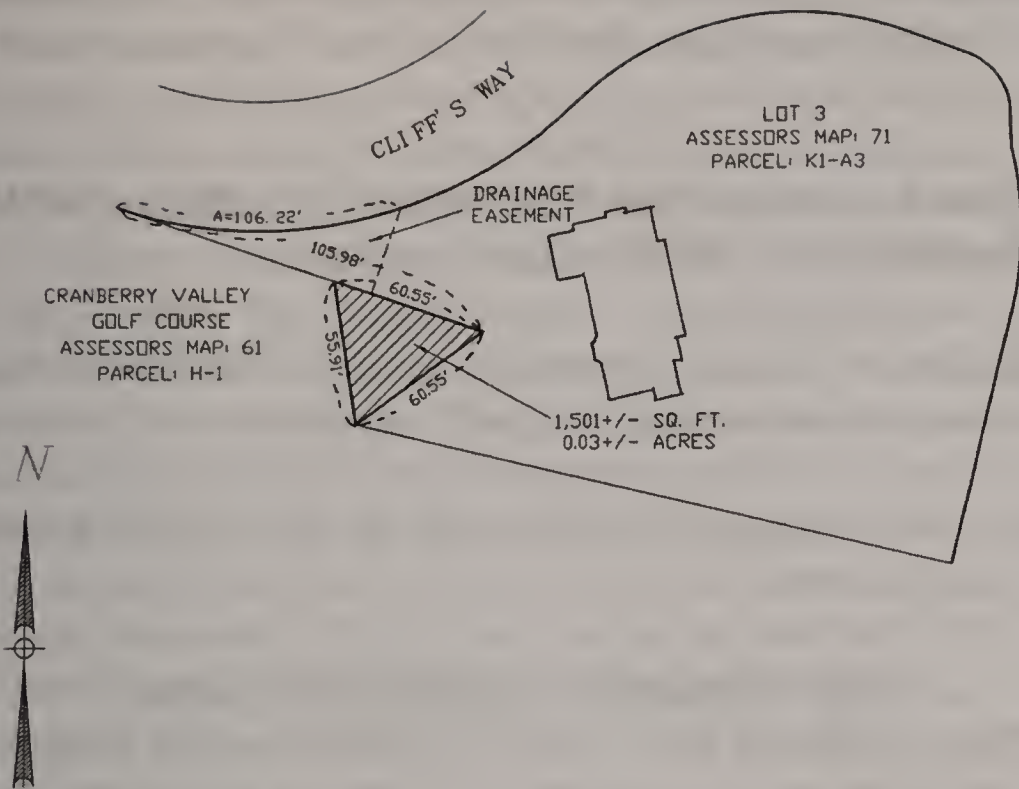 CLIFF'S WAY
LOT 3
ASSESSORS MAP: 71
PARCEL: K1-A3
DRAINAGE
EASEMENT
A=106.22'
105.98'
60.55'
CRANBERRY VALLEY
GOLF COURSE
ASSESSORS MAP: 61
PARCEL: H-1
55.91'
60.55'
1,501+/- SQ. FT.
0.03+/- ACRES
N